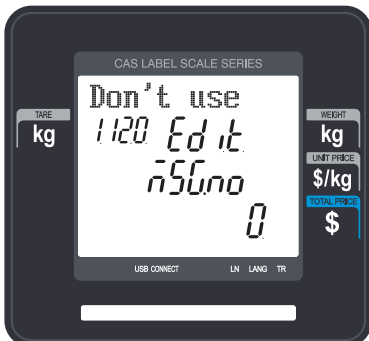 CAS LABEL SCALE SERIES
Don't use
1120 Edit
MSG.no
0
TARE
kg
WEIGHT
kg
UNIT PRICE
$/kg
TOTAL PRICE
$
USB CONNECT LN LANG TR